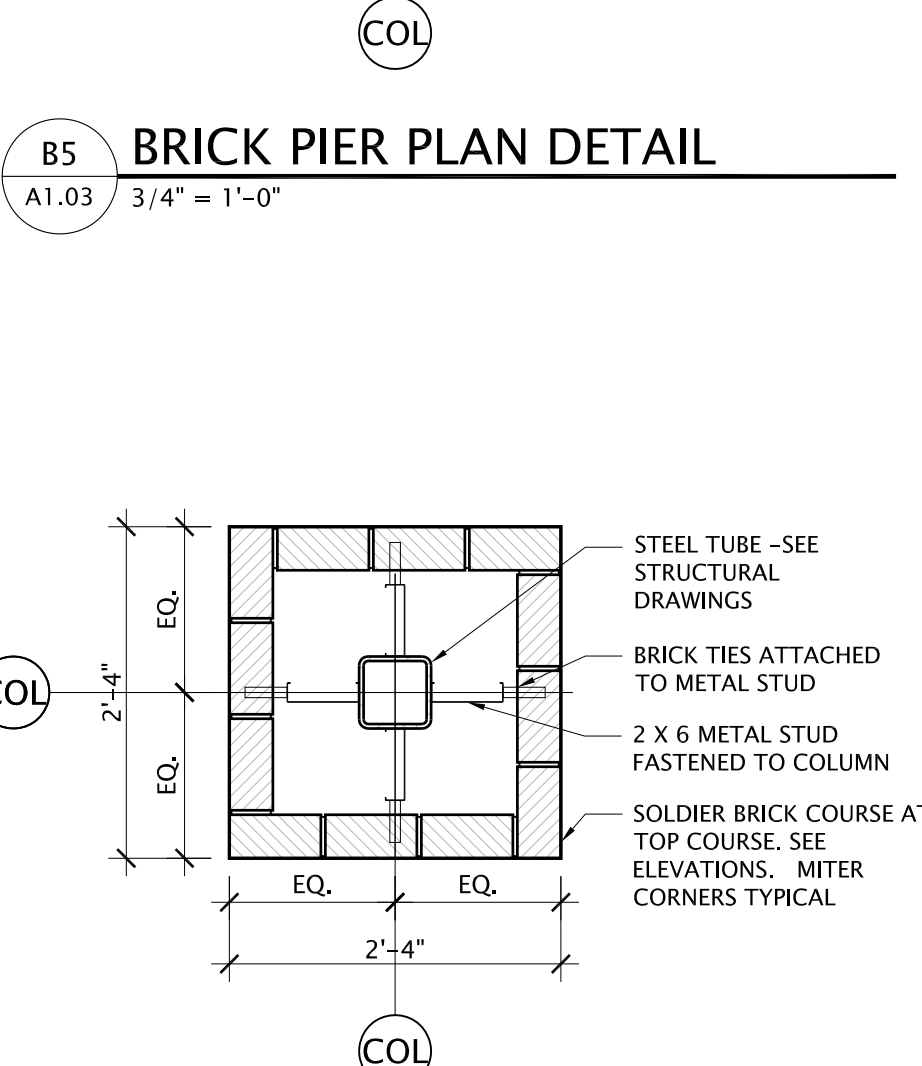 COL
B5
A1.03
BRICK PIER PLAN DETAIL
3/4" = 1'-0"
STEEL TUBE -SEE
STRUCTURAL
DRAWINGS
BRICK TIES ATTACHED
TO METAL STUD
2 X 6 METAL STUD
FASTENED TO COLUMN
SOLDIER BRICK COURSE AT
TOP COURSE. SEE
ELEVATIONS. MITER
CORNERS TYPICAL
EQ.
2'-4"
EQ.
COL
EQ.
EQ.
2'-4"
COL